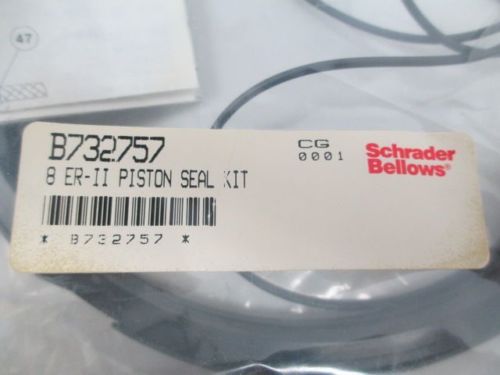 47
B732757
8 ER-II PISTON SEAL KIT
* B732757 *
CG
0001
Schrader
Bellows®